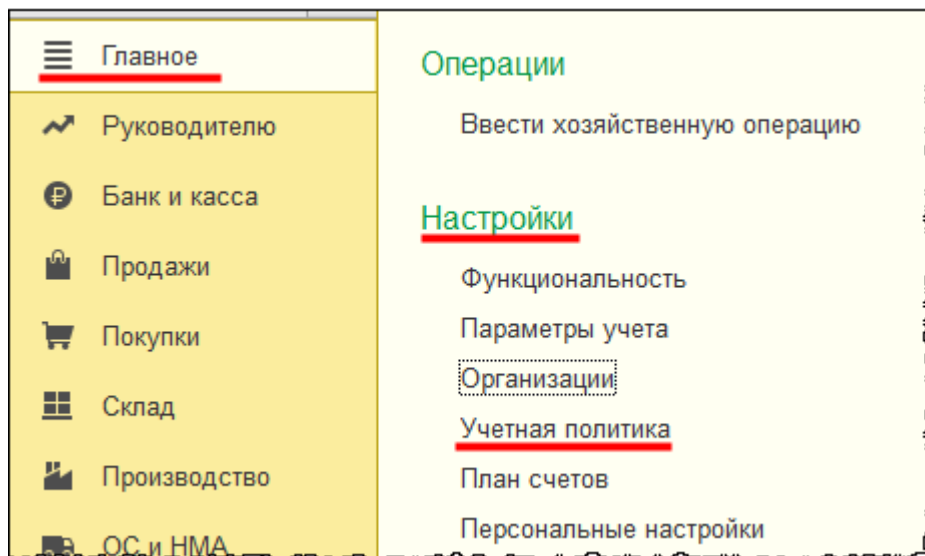 Главное
Руководителю
Банк и касса
Продажи
Покупки
Склад
Производство
ОС и НМА
Операции
Ввести хозяйственную операцию
Настройки
Функциональность
Параметры учета
Организации
Учетная политика
План счетов
Персональные настройки